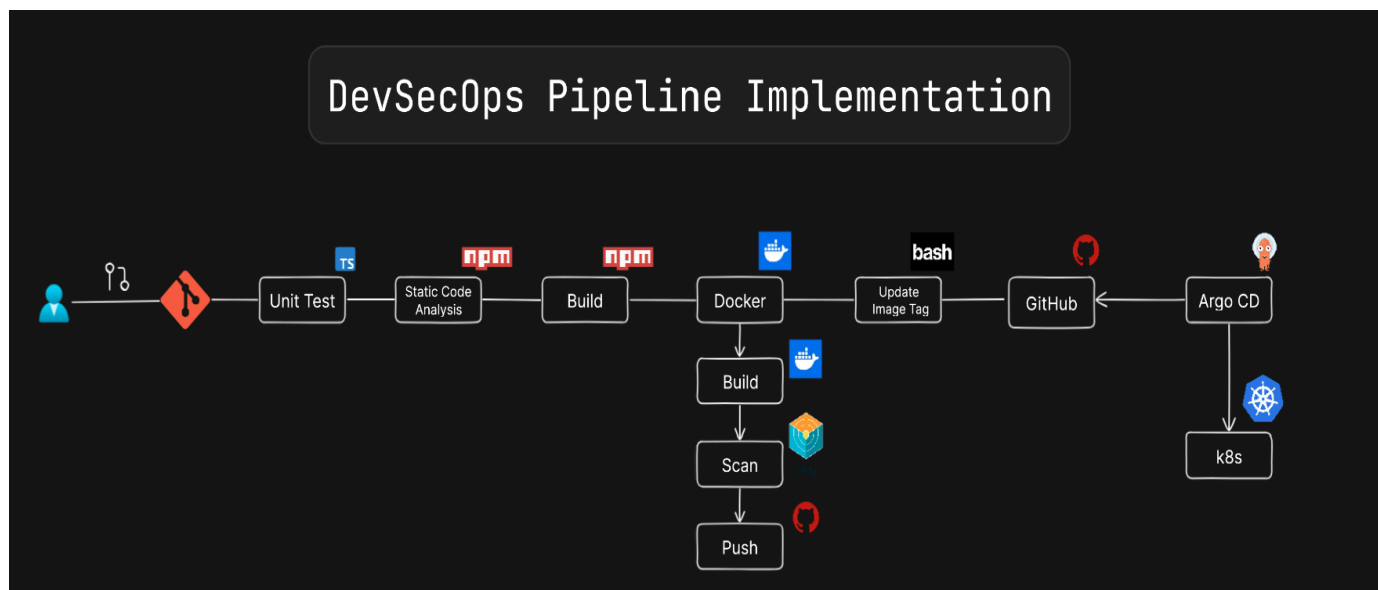 DevSecOps Pipeline Implementation
TS
npm
npm
bash
Unit Test
Static Code
Analysis
Build
Docker
Update
Image Tag
GitHub
Argo CD
Build
Scan
k8s
Push